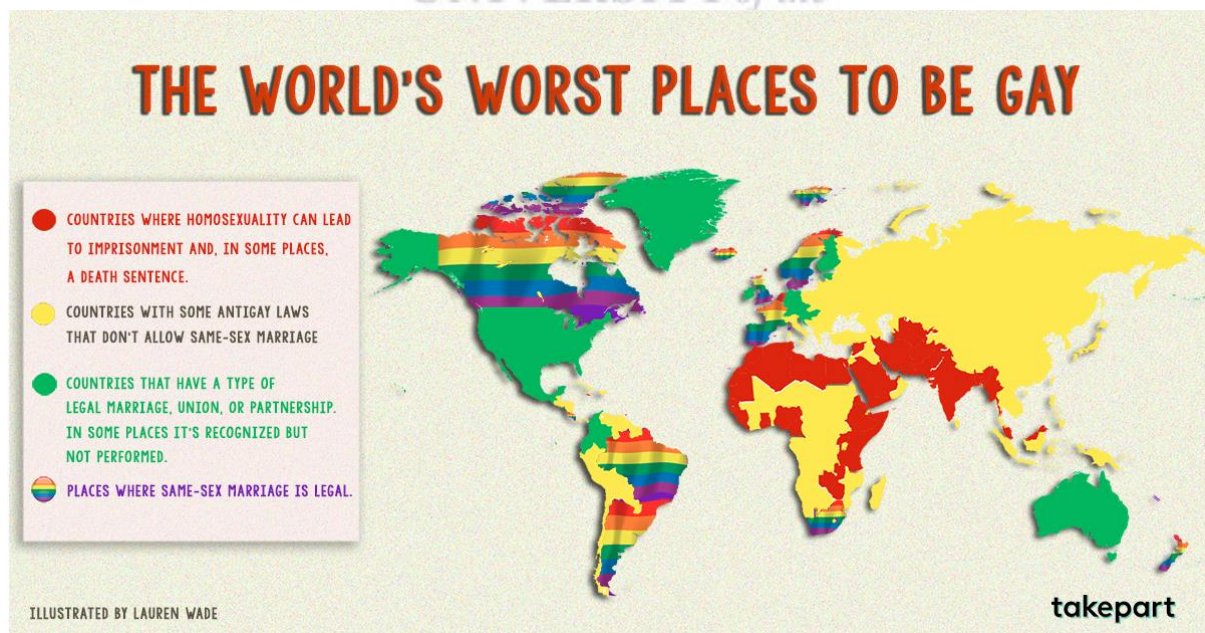 THE WORLD'S WORST PLACES TO BE GAY
COUNTRIES WHERE HOMOSEXUALITY CAN LEAD
TO IMPRISONMENT AND, IN SOME PLACES,
A DEATH SENTENCE.
COUNTRIES WITH SOME ANTIGAY LAWS
THAT DON'T ALLOW SAME-SEX MARRIAGE
COUNTRIES THAT HAVE A TYPE OF
LEGAL MARRIAGE, UNION, OR PARTNERSHIP.
IN SOME PLACES IT'S RECOGNIZED BUT
NOT PERFORMED.
PLACES WHERE SAME-SEX MARRIAGE IS LEGAL.
ILLUSTRATED BY LAUREN WADE
takepart